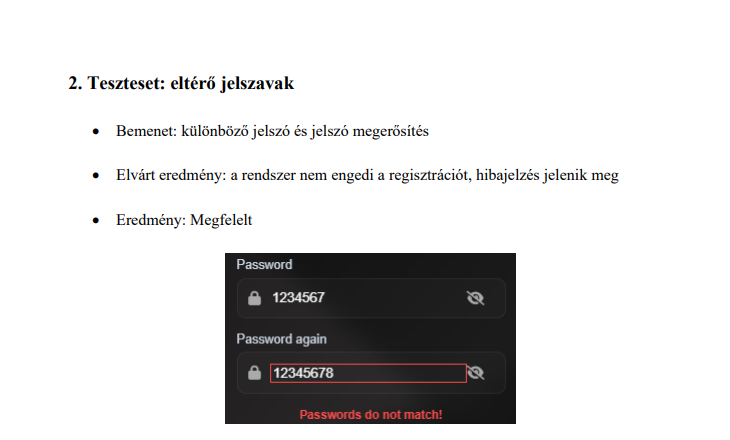 2. Teszteset: eltérő jelszavak
• Bemenet: különböző jelszó és jelszó megerősítés
• Elvárt eredmény: a rendszer nem engedi a regisztrációt, hibajelzés jelenik meg
• Eredmény: Megfelelt
Password
1234567
Password again
12345678
Passwords do not match!